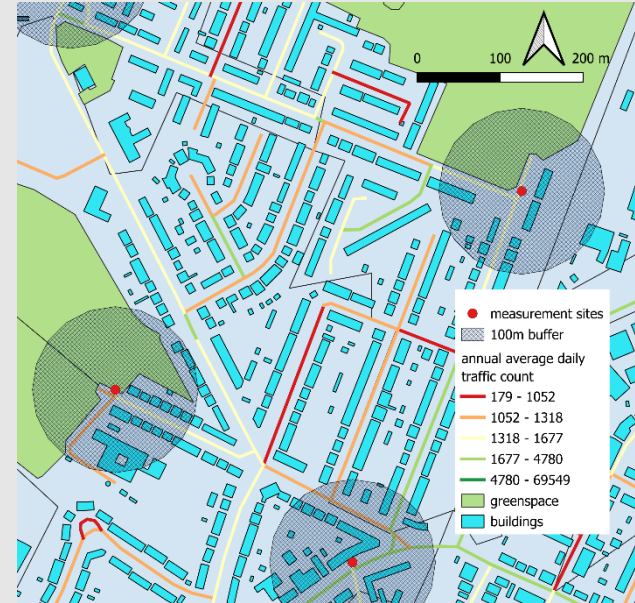 0 100 200 m
measurement sites
100m buffer
annual average daily
traffic count
179 - 1052
1052 - 1318
1318 - 1677
1677 - 4780
4780 - 69549
greenspace
buildings